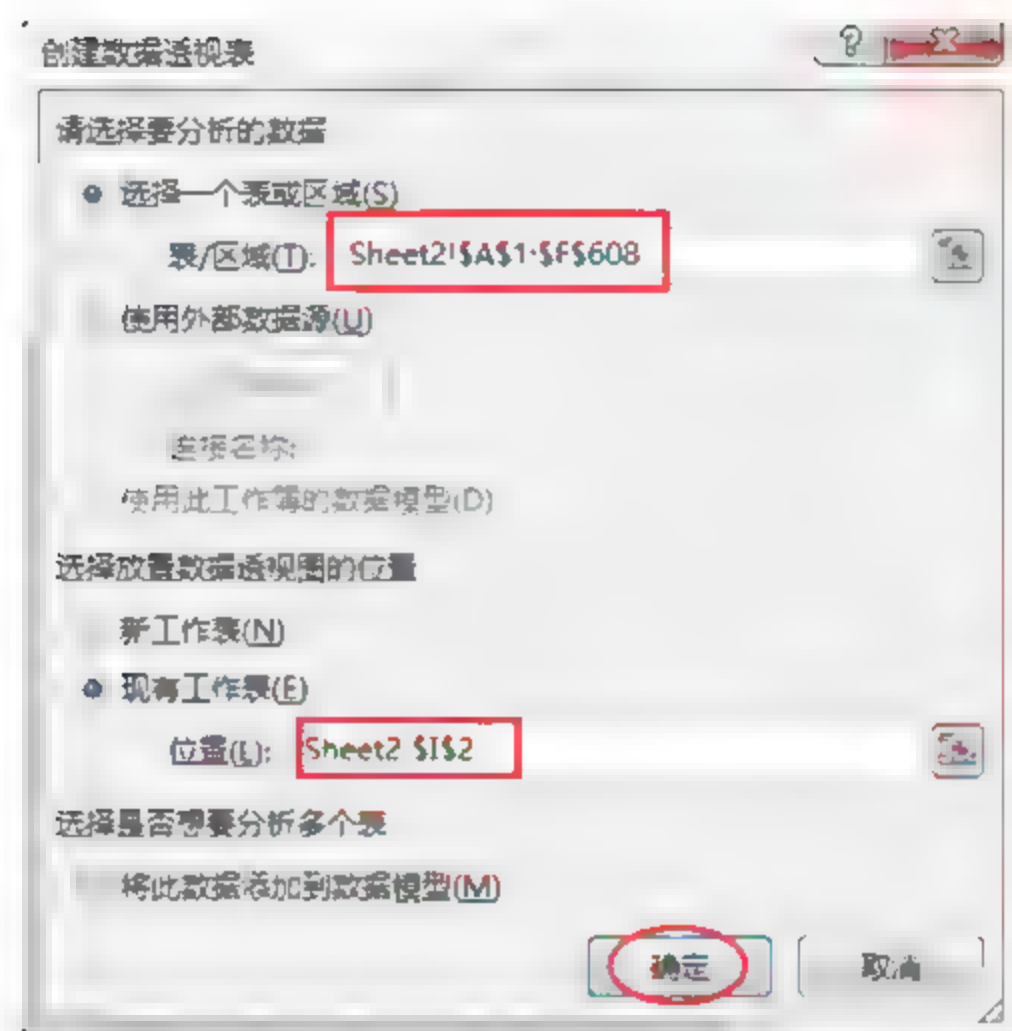 创建数据透视表
请选择要分析的数据
选择一个表或区域(S)
表/区域(T): Sheet2!$A$1:$F$608
使用外部数据源(U)
连接名称:
使用此工作簿的数据模型(D)
选择放置数据透视图的位置
新工作表(N)
现有工作表(E)
位置(L): Sheet2 $I$2
选择是否想要分析多个表
将此数据添加到数据模型(M)
确定 取消